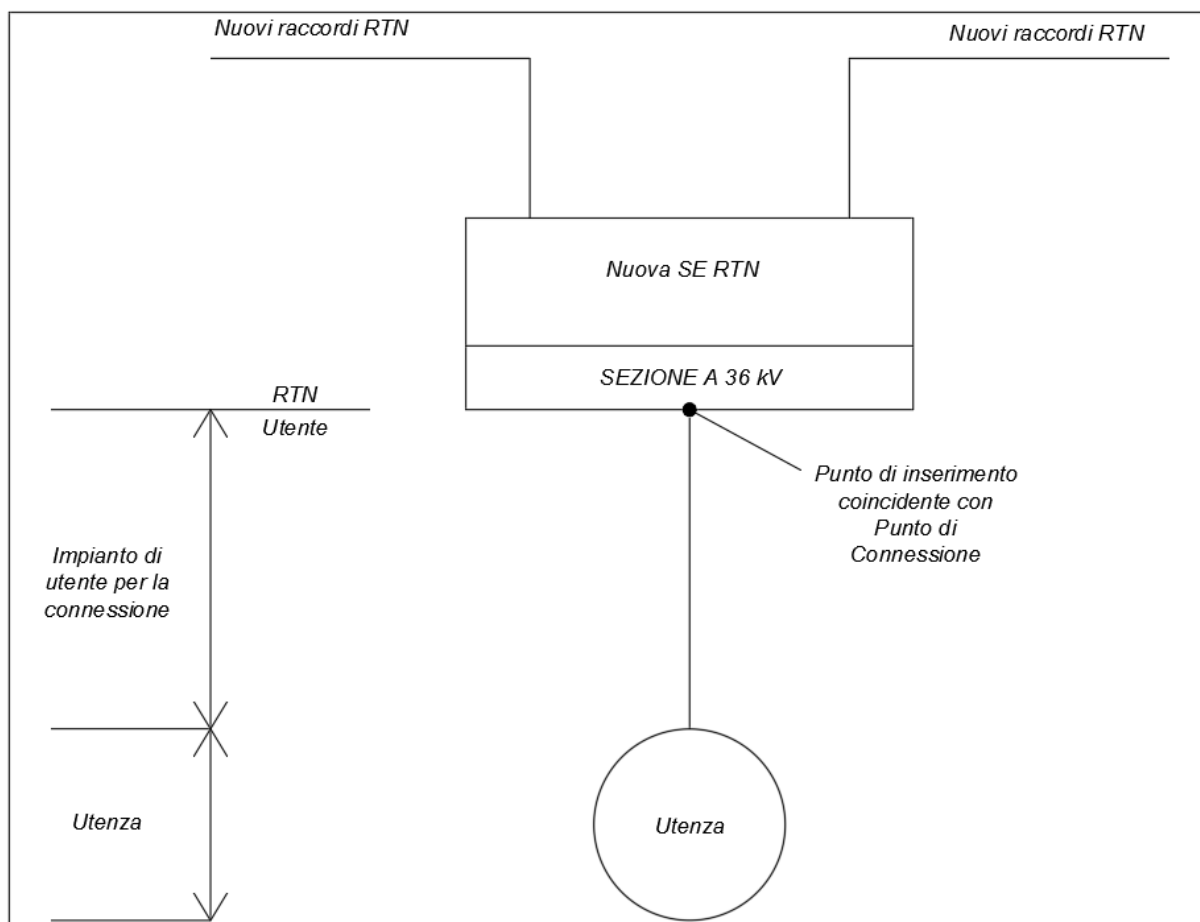 Nuovi raccordi RTN
Nuovi raccordi RTN
Nuova SE RTN
SEZIONE A 36 kV
RTN
Utente
Punto di inserimento
coincidente con
Punto di
Connessione
Impianto di
utente per la
connessione
Utenza
Utenza